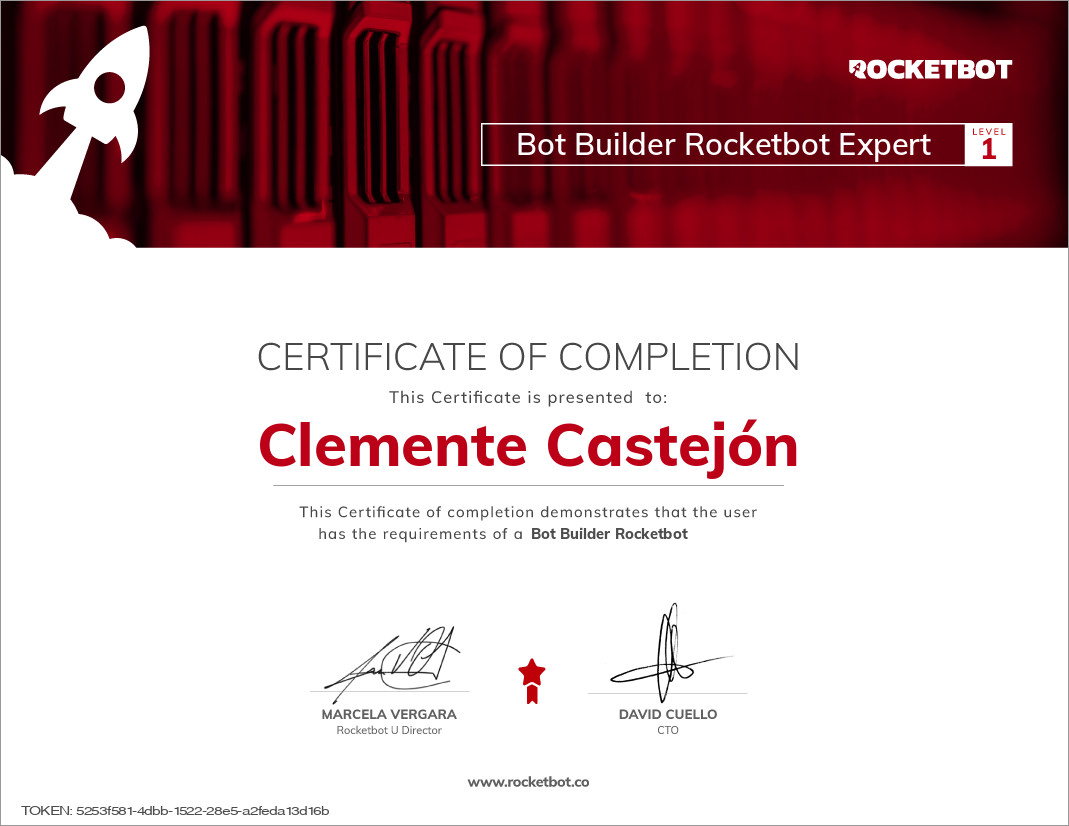 ROCKETBOT
Bot Builder Rocketbot Expert
LEVEL
1
CERTIFICATE OF COMPLETION
This Certificate is presented to:
Clemente Castejón
This Certificate of completion demonstrates that the user
has the requirements of a Bot Builder Rocketbot
MARCELA VERGARA
Rocketbot U Director
DAVID CUELLO
CTO
www.rocketbot.co
TOKEN: 5253f581-4dbb-1522-28e5-a2feda13d16b